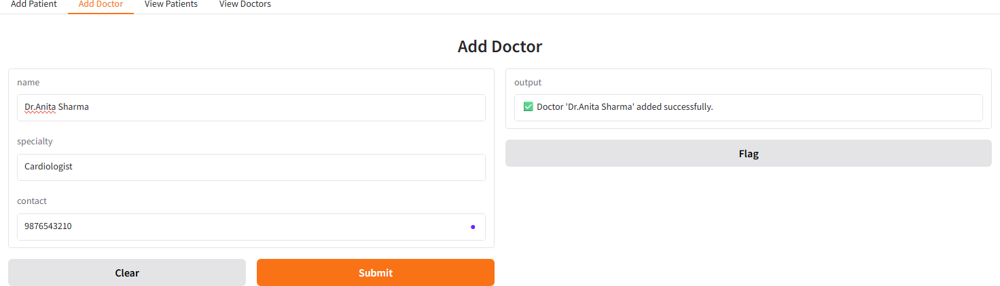 Add Patient Add Doctor View Patients View Doctors
Add Doctor
name
Dr.Anita Sharma
specialty
Cardiologist
contact
9876543210
Clear Submit
output
✅ Doctor 'Dr.Anita Sharma' added successfully.
Flag